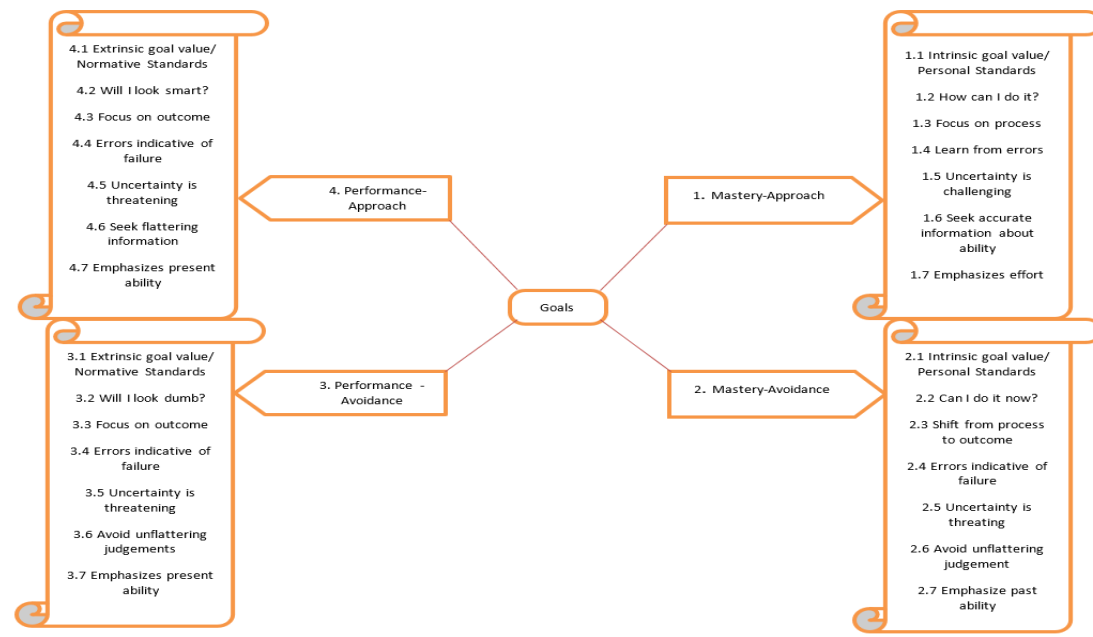 4.1 Extrinsic goal value/
Normative Standards
4.2 Will I look smart?
4.3 Focus on outcome
4.4 Errors indicative of
failure
4.5 Uncertainty is
threatening
4.6 Seek flattering
information
4.7 Emphasizes present
ability
4. Performance-
Approach
1. Mastery-Approach
1.1 Intrinsic goal value/
Personal Standards
1.2 How can I do it?
1.3 Focus on process
1.4 Learn from errors
1.5 Uncertainty is
challenging
1.6 Seek accurate
information about
ability
1.7 Emphasizes effort
Goals
3.1 Extrinsic goal value/
Normative Standards
3.2 Will I look dumb?
3.3 Focus on outcome
3.4 Errors indicative of
failure
3.5 Uncertainty is
threatening
3.6 Avoid unflattering
judgements
3.7 Emphasizes present
ability
3. Performance -
Avoidance
2. Mastery-Avoidance
2.1 Intrinsic goal value/
Personal Standards
2.2 Can I do it now?
2.3 Shift from process
to outcome
2.4 Errors indicative of
failure
2.5 Uncertainty is
threating
2.6 Avoid unflattering
judgement
2.7 Emphasize past
ability